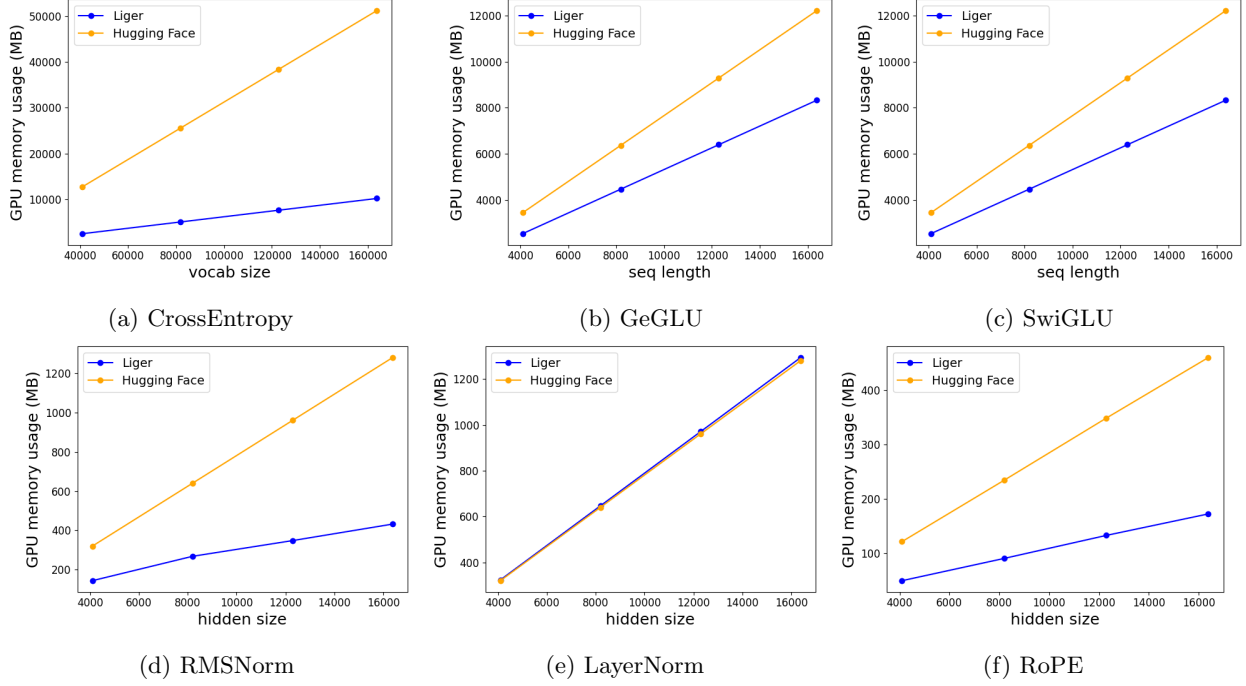 GPU memory usage (MB)
50000
40000
30000
20000
10000
Liger
Hugging Face
40000 60000 80000 100000 120000 140000 160000
vocab size
(a) CrossEntropy
GPU memory usage (MB)
12000
10000
8000
6000
4000
Liger
Hugging Face
4000 6000 8000 10000 12000 14000 16000
seq length
(b) GeGLU
GPU memory usage (MB)
12000
10000
8000
6000
4000
Liger
Hugging Face
4000 6000 8000 10000 12000 14000 16000
seq length
(c) SwiGLU
GPU memory usage (MB)
1200
1000
800
600
400
200
Liger
Hugging Face
4000 6000 8000 10000 12000 14000 16000
hidden size
(d) RMSNorm
GPU memory usage (MB)
1200
1000
800
600
400
Liger
Hugging Face
4000 6000 8000 10000 12000 14000 16000
hidden size
(e) LayerNorm
GPU memory usage (MB)
400
300
200
100
Liger
Hugging Face
4000 6000 8000 10000 12000 14000 16000
hidden size
(f) RoPE